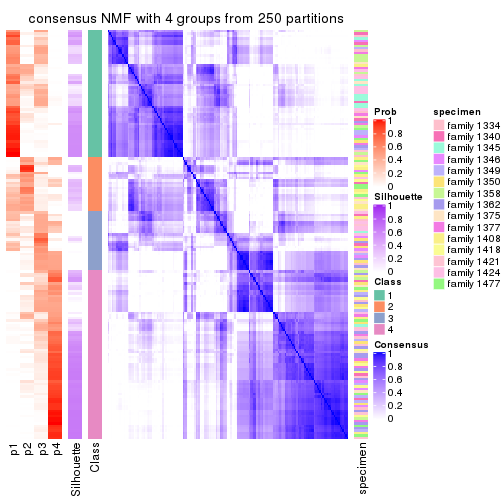 consensus NMF with 4 groups from 250 partitions
Prob
1
0.8
0.6
0.4
0.2
0
Silhouette
1
0.8
0.6
0.4
0.2
0
Class
1
2
3
4
Consensus
1
0.8
0.6
0.4
0.2
0
specimen
family 1334
family 1340
family 1345
family 1346
family 1349
family 1350
family 1358
family 1362
family 1375
family 1377
family 1408
family 1418
family 1421
family 1424
family 1477
p1
p2
p3
p4
Silhouette
Class
specimen